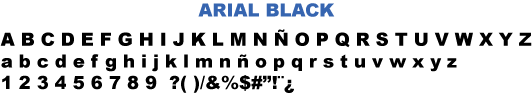 ARIAL BLACK
A B C D E F G H I J K L M N Ñ O P Q R S T U V W X Y Z
a b c d e f g h i j k l m n ñ o p q r s t u v w x y z
1 2 3 4 5 6 7 8 9 ?( )/&%$#”!¨¿